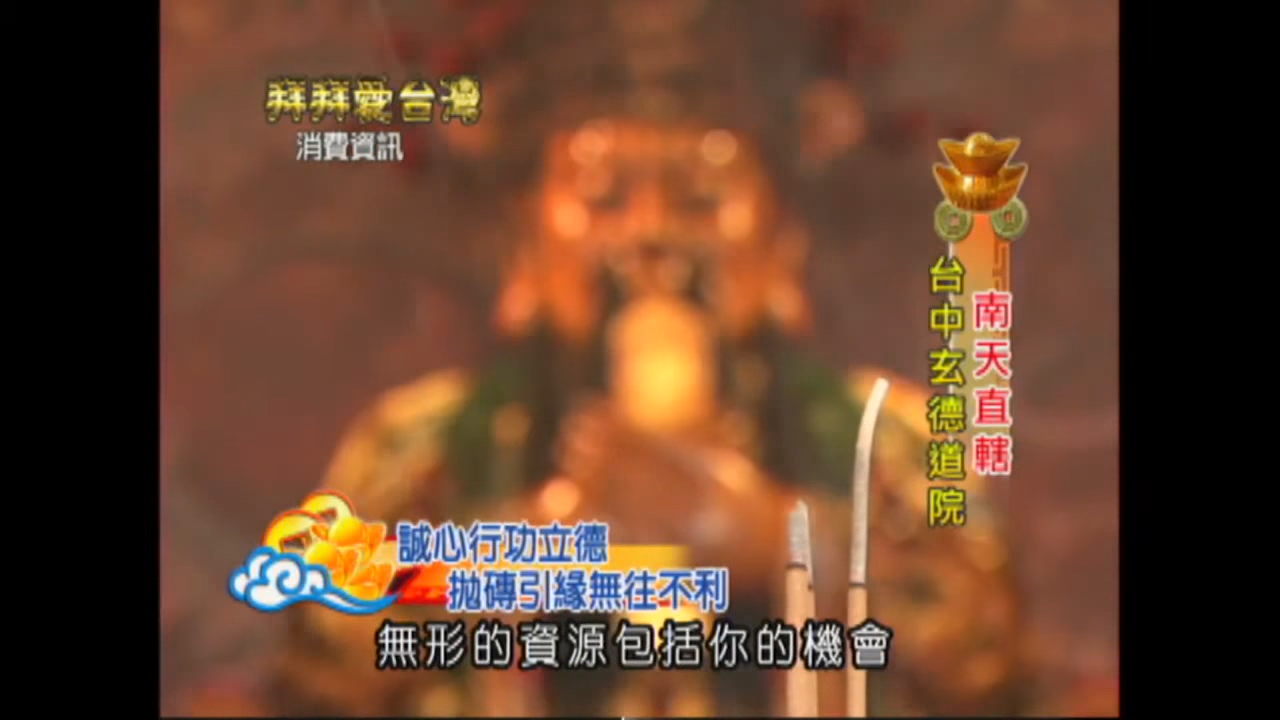 拜拜愛台灣
消費資訊
南天直轄
台中玄德道院
誠心行功立德
拋磚引緣無往不利
無形的資源包括你的機會